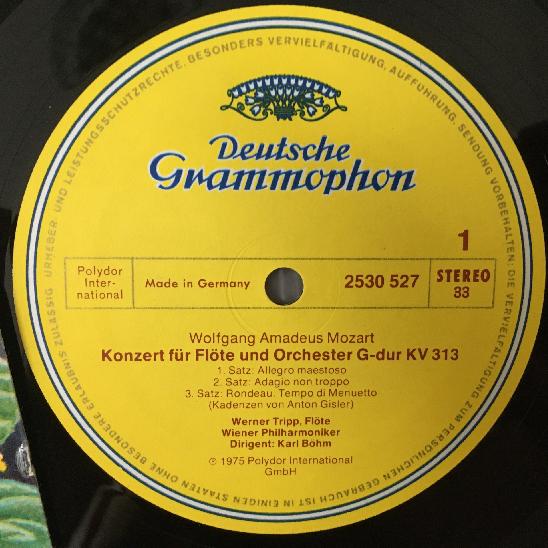 Deutsche
Grammophon
1
Polydor
Inter-
national
Made in Germany
2530 527
STEREO
33
Wolfgang Amadeus Mozart
Konzert für Flöte und Orchester G-dur KV 313
1. Satz: Allegro maestoso
2. Satz: Adagio non troppo
3. Satz: Rondeau. Tempo di Menuetto
(Kadenzen von Anton Gisler)
Werner Tripp, Flöte
Wiener Philharmoniker
Dirigent: Karl Böhm
℗ 1975 Polydor International
GmbH
URHEBER- UND LEISTUNGSSCHUTZRECHTE, BESONDERS VERVIELFÄLTIGUNG, AUFFÜHRUNG, SENDUNG VORBEHALTEN; DIE VERVIELFÄLTIGUNG ZUM PERSÖNLICHEN GEBRAUCH IST IN EINIGEN STAATEN OHNE BESONDERE ERLAUBNIS ZULÄSSIG